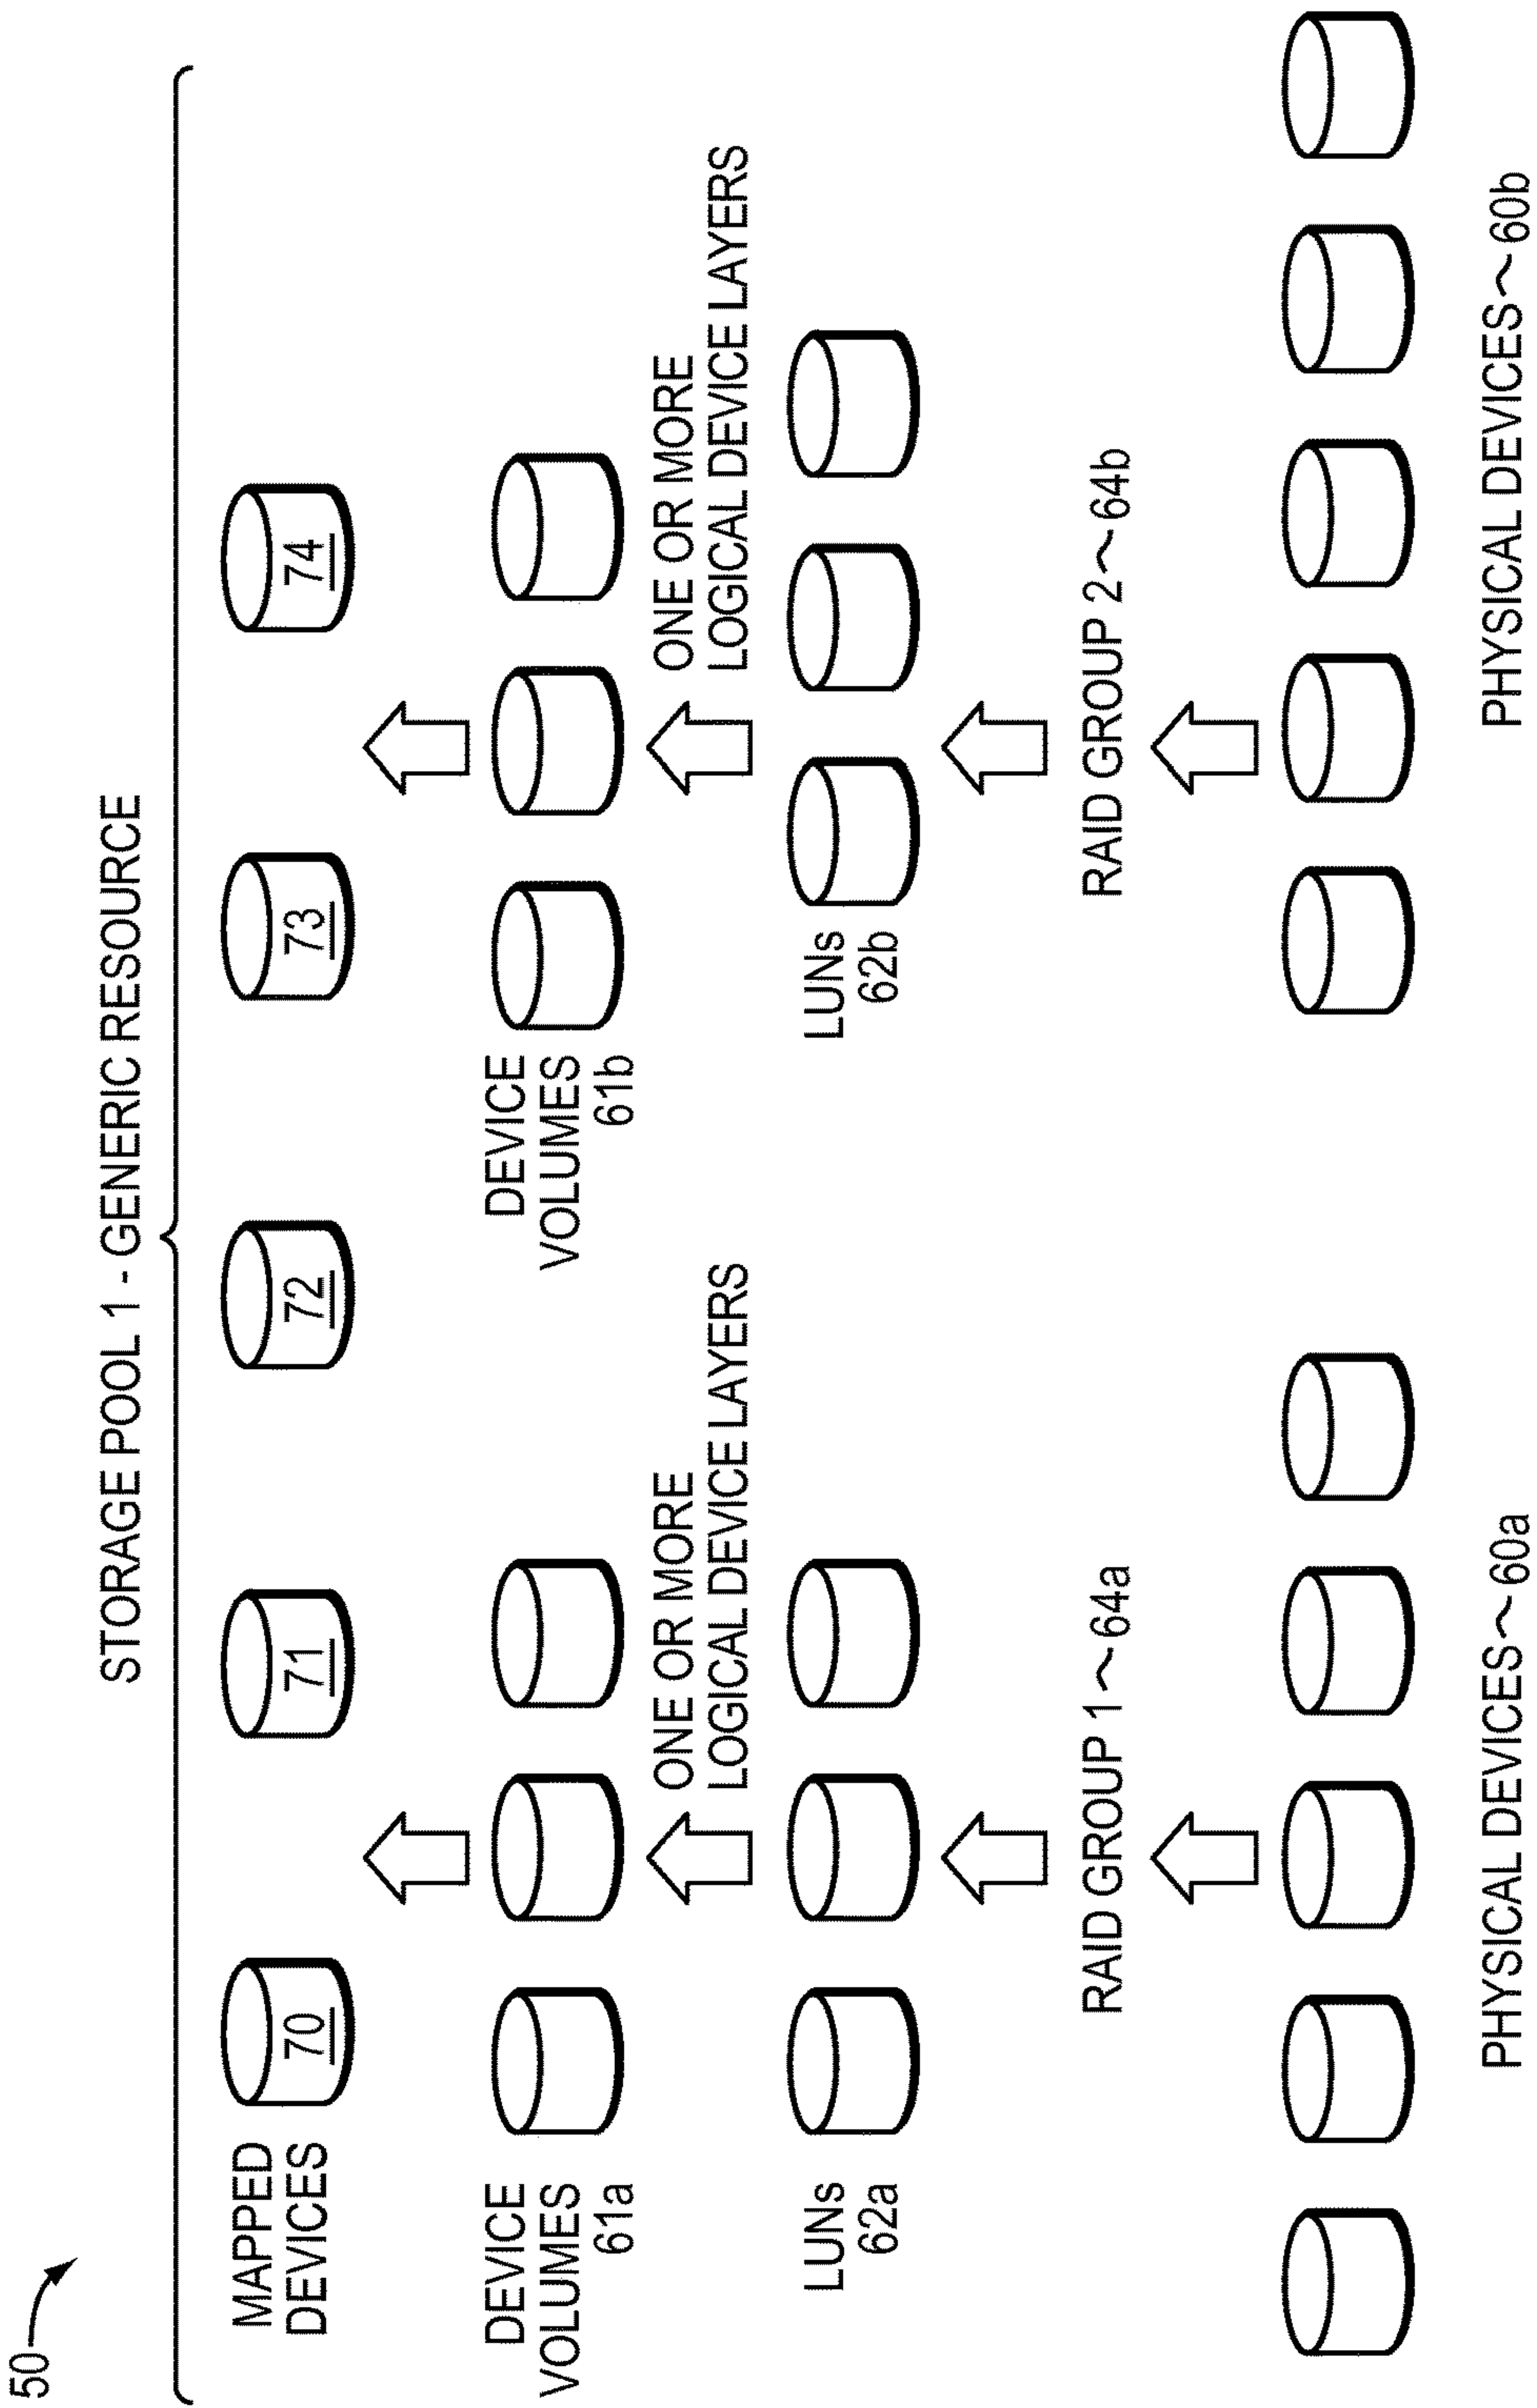 50
STORAGE POOL 1 - GENERIC RESOURCE
MAPPED
DEVICES
70
71
72
73
74
DEVICE
VOLUMES
61a
DEVICE
VOLUMES
61b
ONE OR MORE
LOGICAL DEVICE LAYERS
ONE OR MORE
LOGICAL DEVICE LAYERS
LUNs
62a
LUNs
62b
RAID GROUP 1~64a
RAID GROUP 2~64b
PHYSICAL DEVICES~60a
PHYSICAL DEVICES~60b